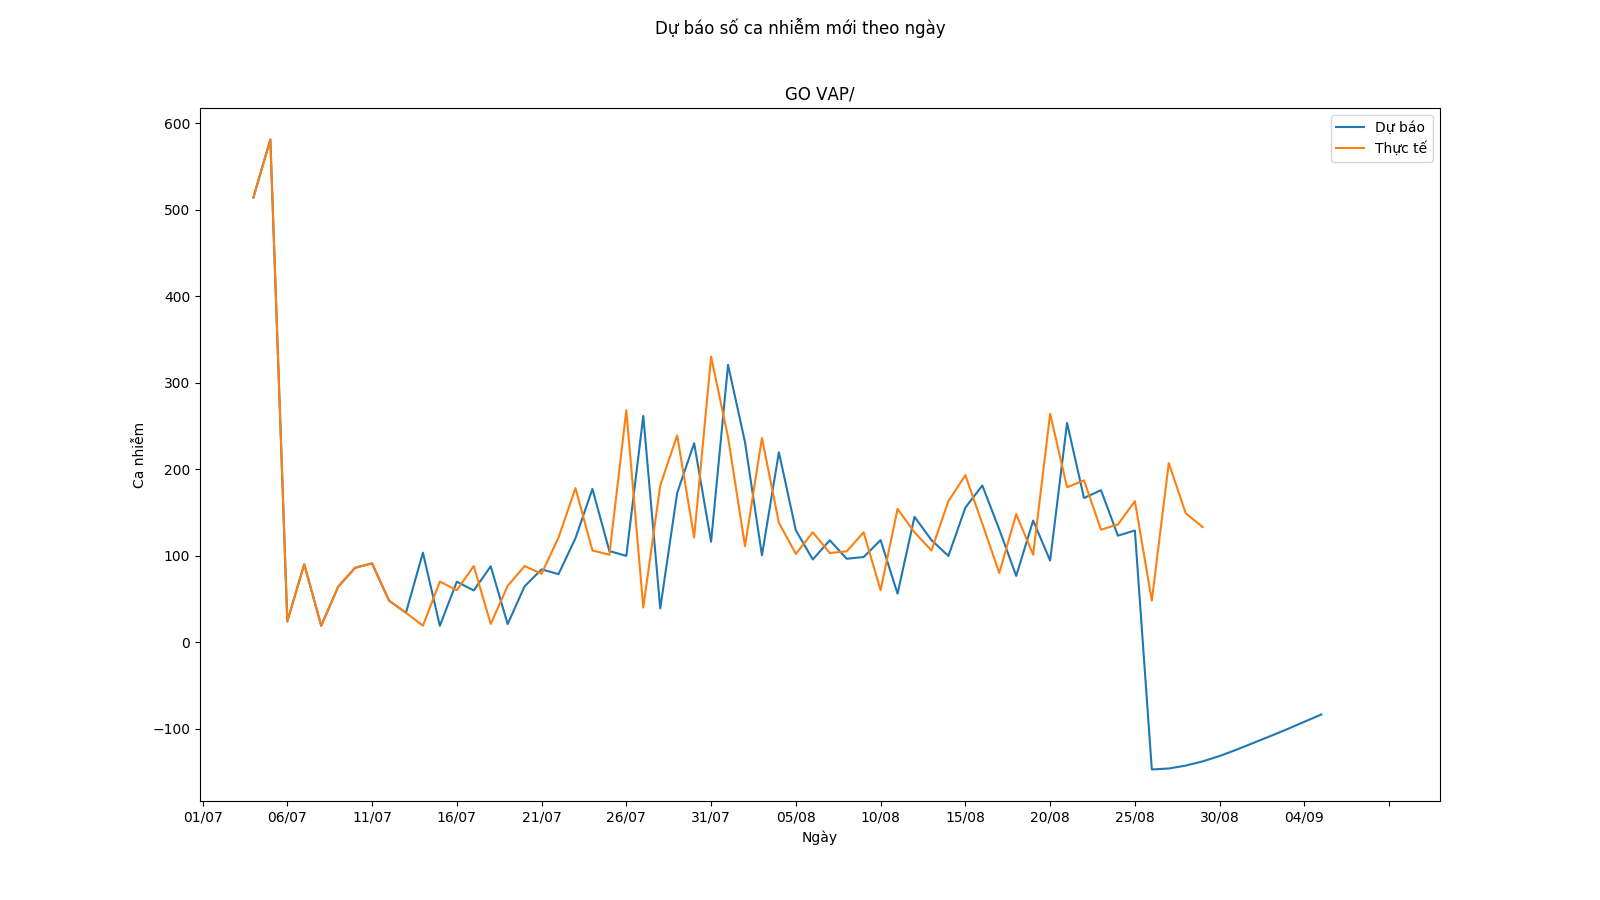 Dự báo số ca nhiễm mới theo ngày
GO VAP/
Dự báo
Thực tế
600
500
400
300
200
100
0
−100
Ca nhiễm
01/07 06/07 11/07 16/07 21/07 26/07 31/07 05/08 10/08 15/08 20/08 25/08 30/08 04/09
Ngày